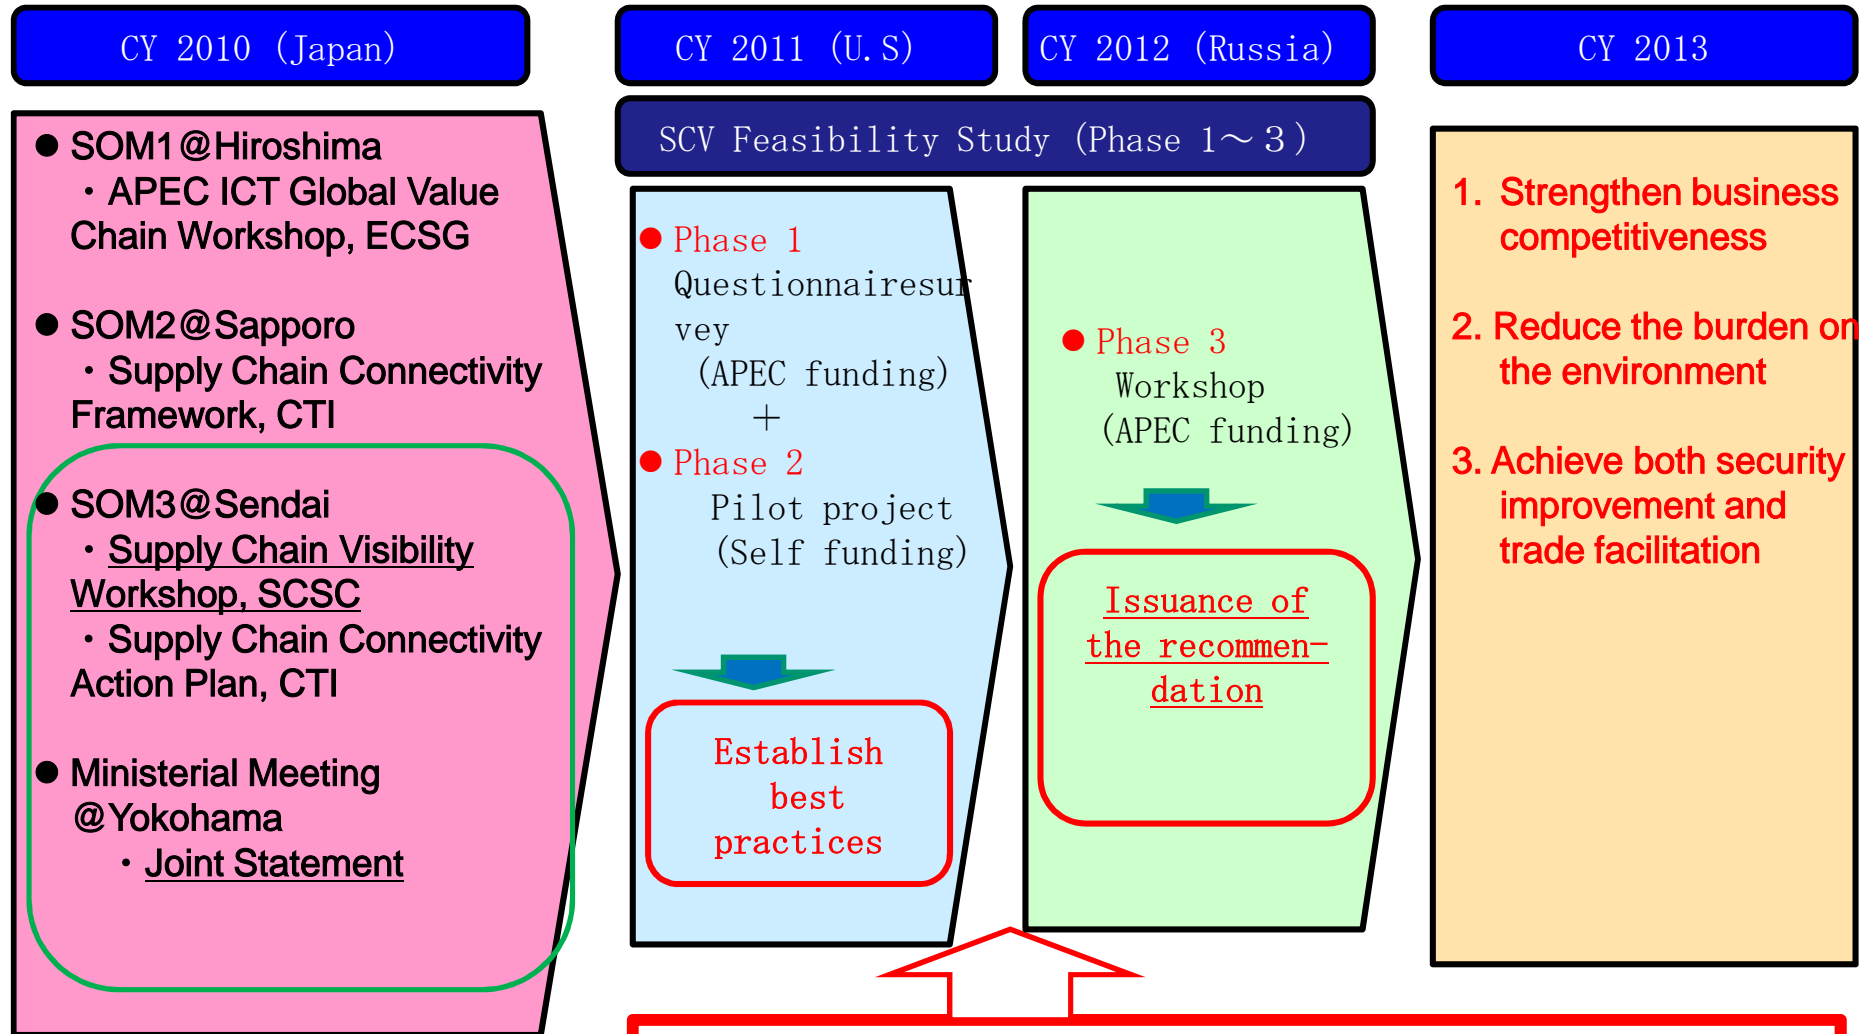 CY 2010 (Japan)
CY 2011 (U.S)
CY 2012 (Russia)
CY 2013
SCV Feasibility Study (Phase 1～３)
● SOM1@Hiroshima
・APEC ICT Global Value
Chain Workshop, ECSG
● SOM2@Sapporo
・Supply Chain Connectivity
Framework, CTI
● SOM3@Sendai
・Supply Chain Visibility
Workshop, SCSC
・Supply Chain Connectivity
Action Plan, CTI
● Ministerial Meeting
@Yokohama
・Joint Statement
● Phase 1
Questionnairesur
vey
(APEC funding)
＋
● Phase 2
Pilot project
(Self funding)
Establish
best
practices
● Phase 3
Workshop
(APEC funding)
Issuance of
the recommen-
dation
1. Strengthen business
competitiveness
2. Reduce the burden on
the environment
3. Achieve both security
improvement and
trade facilitation